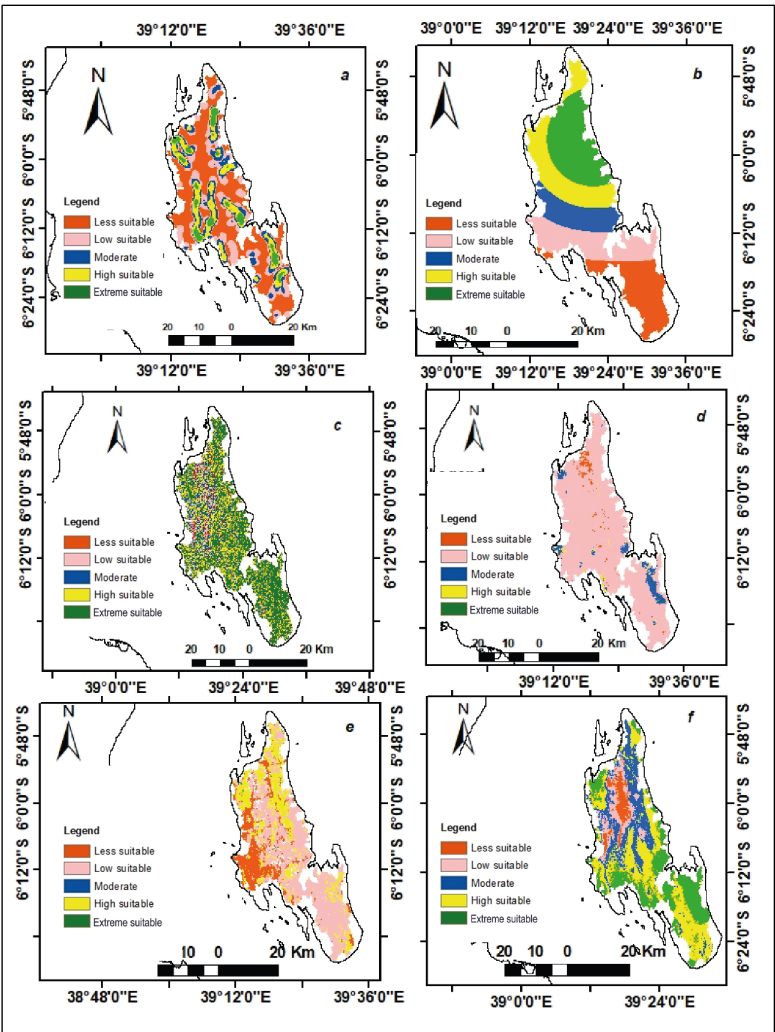 39°12'0"E 39°36'0"E
N
a
5°48'0"S
6°0'0"S
6°12'0"S
6°24'0"S
Legend
Less suitable
Low suitable
Moderate
High suitable
Extreme suitable
20 10 0 20 Km
39°12'0"E 39°36'0"E
39°0'0"E 39°12'0"E 39°24'0"E 39°36'0"E
N
b
5°48'0"S
6°0'0"S
6°12'0"S
6°24'0"S
Legend
Less suitable
Low suitable
Moderate
High suitable
Extreme suitable
20 10 0 20 Km
39°0'0"E 39°12'0"E 39°24'0"E 39°36'0"E
N
c
5°48'0"S
6°0'0"S
6°12'0"S
Legend
Less suitable
Low suitable
Moderate
High suitable
Extreme suitable
20 10 0 20 Km
39°0'0"E 39°24'0"E 39°48'0"E
N
d
5°48'0"S
6°0'0"S
6°12'0"S
Legend
Less suitable
Low suitable
Moderate
High suitable
Extreme suitable
20 10 0 20 Km
39°12'0"E 39°36'0"E
N
e
5°48'0"S
6°0'0"S
6°12'0"S
Legend
Less suitable
Low suitable
Moderate
High suitable
Extreme suitable
10 0 20 Km
38°48'0"E 39°12'0"E 39°36'0"E
N
f
5°48'0"S
6°0'0"S
6°12'0"S
6°24'0"S
Legend
Less suitable
Low suitable
Moderate
High suitable
Extreme suitable
20 10 0 20 Km
39°0'0"E 39°24'0"E